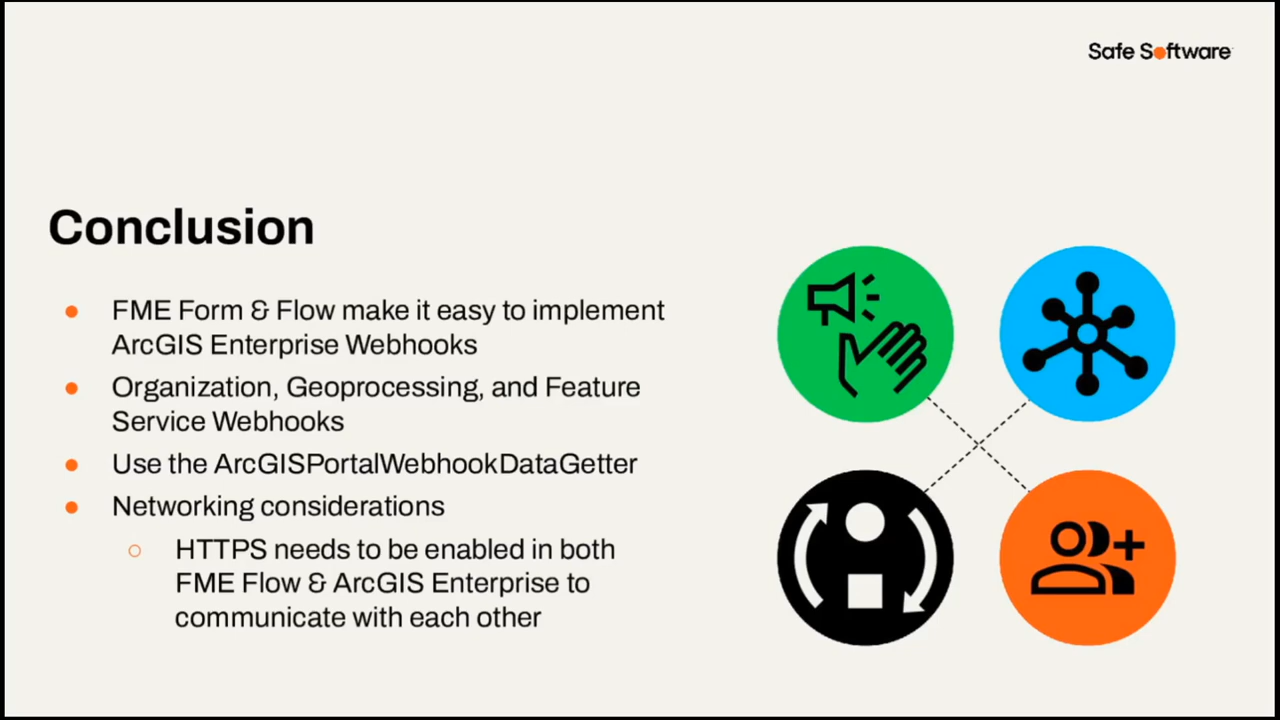 Safe Software
Conclusion
● FME Form & Flow make it easy to implement
ArcGIS Enterprise Webhooks
● Organization, Geoprocessing, and Feature
Service Webhooks
● Use the ArcGISPortalWebhookDataGetter
● Networking considerations
○ HTTPS needs to be enabled in both
FME Flow & ArcGIS Enterprise to
communicate with each other